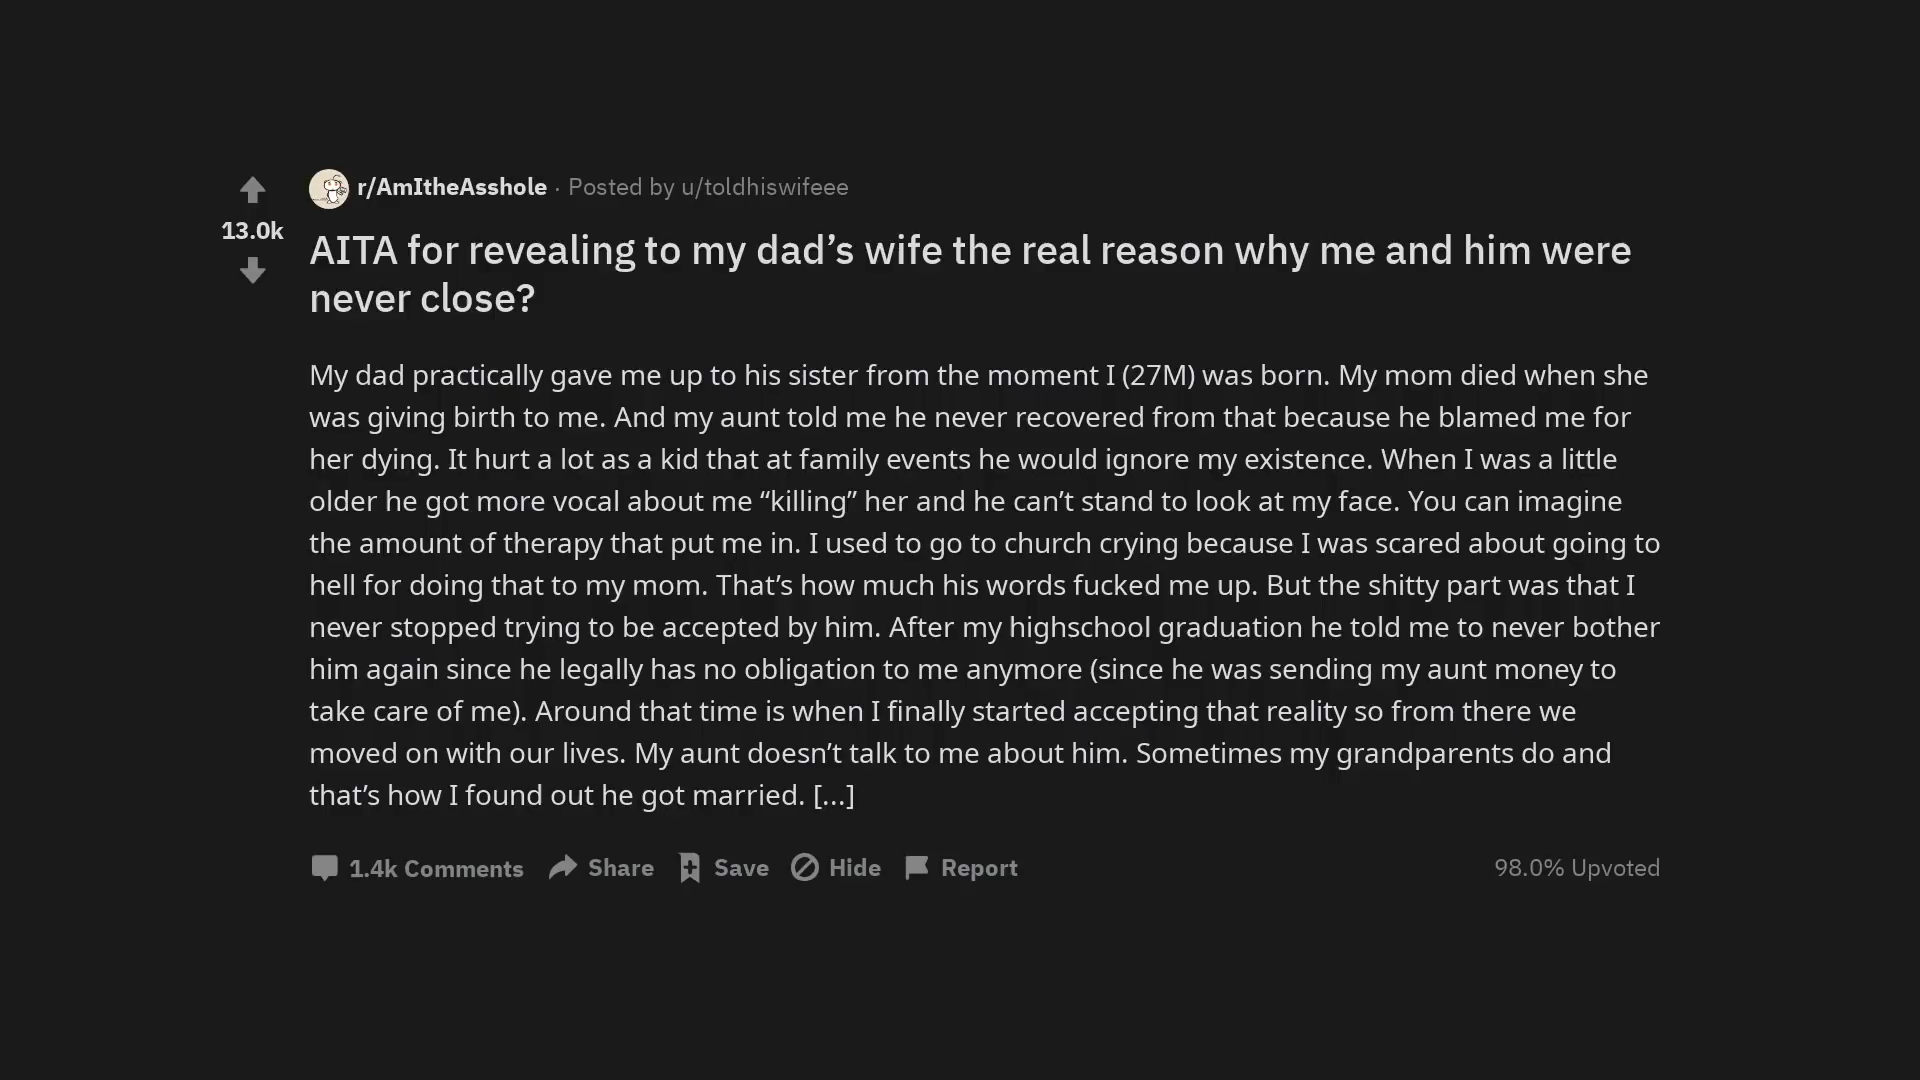 r/AmItheAsshole · Posted by u/toldhiswifeee
13.0k
AITA for revealing to my dad’s wife the real reason why me and him were
never close?
My dad practically gave me up to his sister from the moment I (27M) was born. My mom died when she
was giving birth to me. And my aunt told me he never recovered from that because he blamed me for
her dying. It hurt a lot as a kid that at family events he would ignore my existence. When I was a little
older he got more vocal about me “killing” her and he can’t stand to look at my face. You can imagine
the amount of therapy that put me in. I used to go to church crying because I was scared about going to
hell for doing that to my mom. That’s how much his words fucked me up. But the shitty part was that I
never stopped trying to be accepted by him. After my highschool graduation he told me to never bother
him again since he legally has no obligation to me anymore (since he was sending my aunt money to
take care of me). Around that time is when I finally started accepting that reality so from there we
moved on with our lives. My aunt doesn’t talk to me about him. Sometimes my grandparents do and
that’s how I found out he got married. [...]
1.4k Comments Share Save Hide Report 98.0% Upvoted